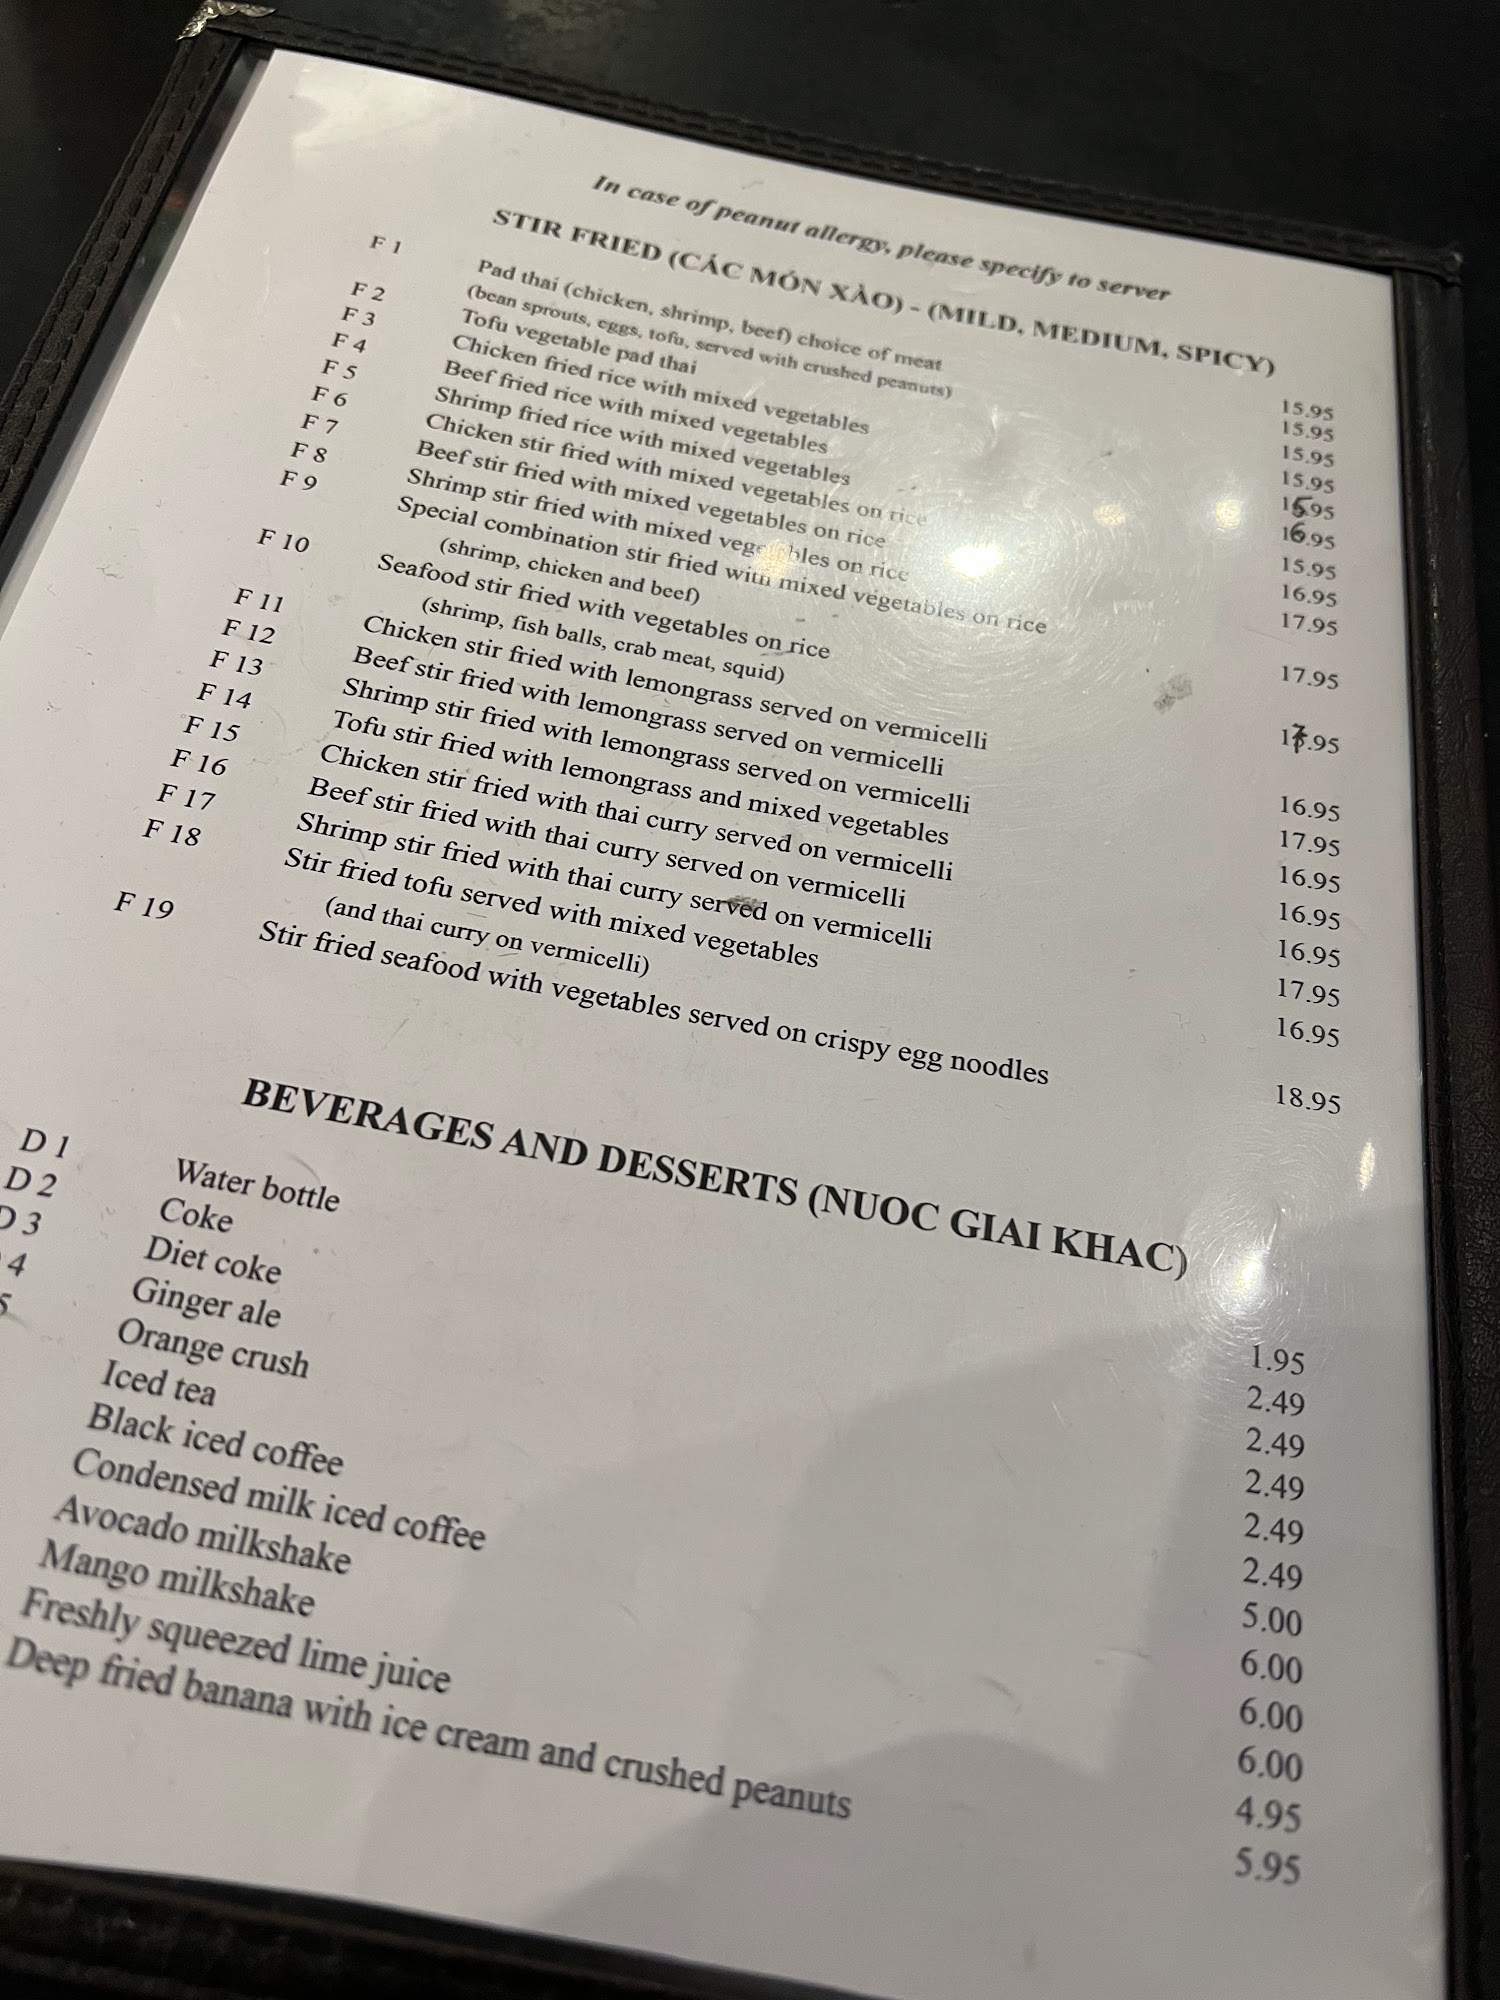 In case of peanut allergy, please specify to server
STIR FRIED (CÁC MÓN XÀO) - (MILD, MEDIUM, SPICY)
F 1 Pad thai (chicken, shrimp, beef) choice of meat 15.95
(bean sprouts, eggs, tofu, served with crushed peanuts)
F 2 Tofu vegetable pad thai 15.95
F 3 Chicken fried rice with mixed vegetables 15.95
F 4 Beef fried rice with mixed vegetables 15.95
F 5 Shrimp fried rice with mixed vegetables 15.95
F 6 Chicken stir fried with mixed vegetables on rice 16.95
F 7 Beef stir fried with mixed vegetables on rice 15.95
F 8 Shrimp stir fried with mixed vegetables on rice 16.95
F 9 Special combination stir fried with mixed vegetables on rice 17.95
(shrimp, chicken and beef)
F 10 Seafood stir fried with vegetables on rice 17.95
(shrimp, fish balls, crab meat, squid)
F 11 Chicken stir fried with lemongrass served on vermicelli 17.95
F 12 Beef stir fried with lemongrass served on vermicelli 16.95
F 13 Shrimp stir fried with lemongrass served on vermicelli 17.95
F 14 Tofu stir fried with lemongrass and mixed vegetables 16.95
F 15 Chicken stir fried with thai curry served on vermicelli 16.95
F 16 Beef stir fried with thai curry served on vermicelli 16.95
F 17 Shrimp stir fried with thai curry served on vermicelli 17.95
F 18 Stir fried tofu served with mixed vegetables 16.95
(and thai curry on vermicelli)
F 19 Stir fried seafood with vegetables served on crispy egg noodles 18.95
BEVERAGES AND DESSERTS (NUOC GIAI KHAC)
D 1 Water bottle 1.95
D 2 Coke 2.49
D 3 Diet coke 2.49
4 Ginger ale 2.49
5 Orange crush 2.49
Iced tea 2.49
Black iced coffee 5.00
Condensed milk iced coffee 6.00
Avocado milkshake 6.00
Mango milkshake 6.00
Freshly squeezed lime juice 4.95
Deep fried banana with ice cream and crushed peanuts 5.95